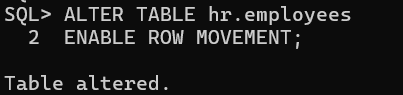 SQL> ALTER TABLE hr.employees
2 ENABLE ROW MOVEMENT;
Table altered.